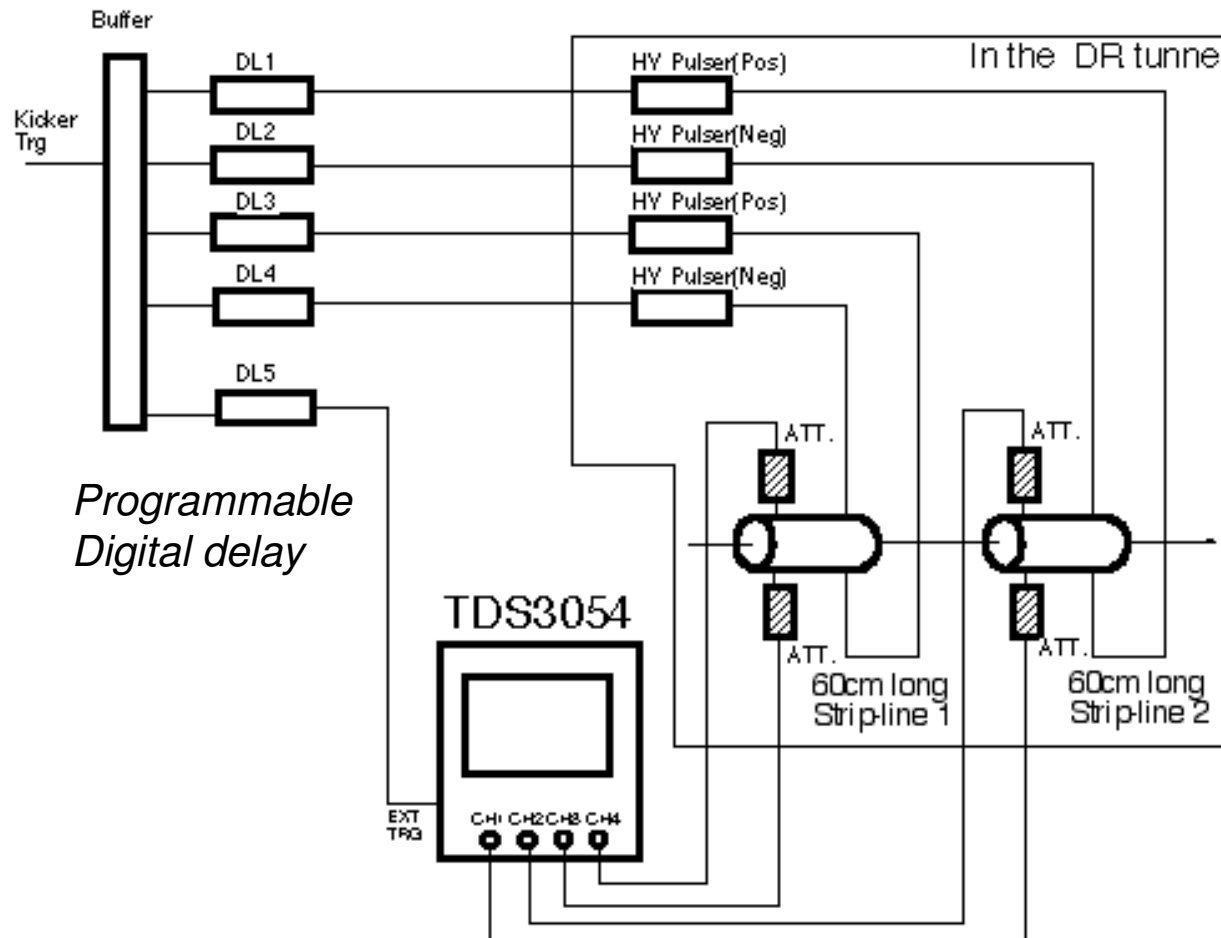 Buffer
Kicker
Trg
DL1
DL2
DL3
DL4
DL5
HV Pulser(Pos)
HV Pulser(Neg)
HV Pulser(Pos)
HV Pulser(Neg)
In the DR tunne
Programmable
Digital delay
ATT.
ATT.
ATT.
ATT.
60cm long
Strip-line 1
60cm long
Strip-line 2
TDS3054
EXT
TRG
CH1 CH2 CH3 CH4